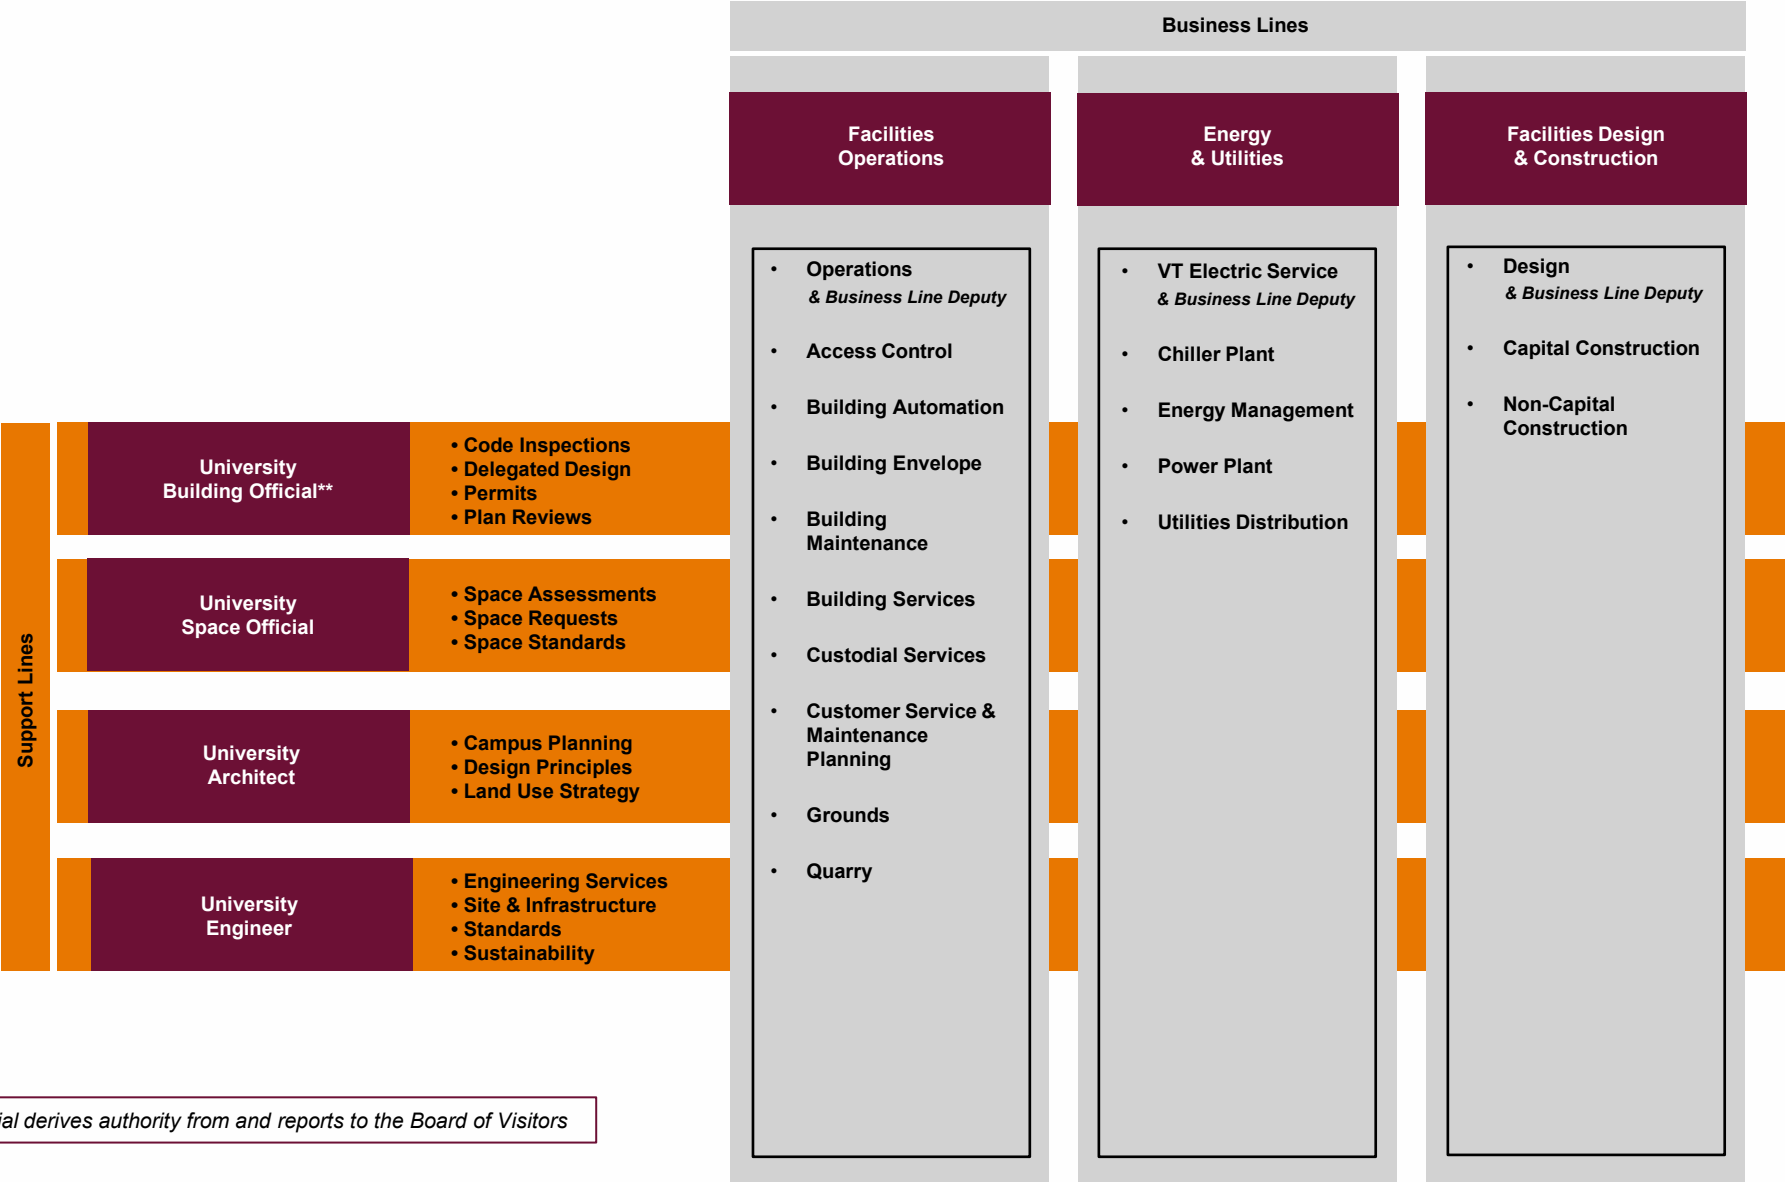 Business Lines
Facilities
Operations
Energy
& Utilities
Facilities Design
& Construction
• Operations
& Business Line Deputy
• Access Control
• Building Automation
• Building Envelope
• Building
Maintenance
• Building Services
• Custodial Services
• Customer Service &
Maintenance
Planning
• Grounds
• Quarry
• VT Electric Service
& Business Line Deputy
• Chiller Plant
• Energy Management
• Power Plant
• Utilities Distribution
• Design
& Business Line Deputy
• Capital Construction
• Non-Capital
Construction
Support Lines
University
Building Official**
• Code Inspections
• Delegated Design
• Permits
• Plan Reviews
University
Space Official
• Space Assessments
• Space Requests
• Space Standards
University
Architect
• Campus Planning
• Design Principles
• Land Use Strategy
University
Engineer
• Engineering Services
• Site & Infrastructure
• Standards
• Sustainability
derives authority from and reports to the Board of Visitors